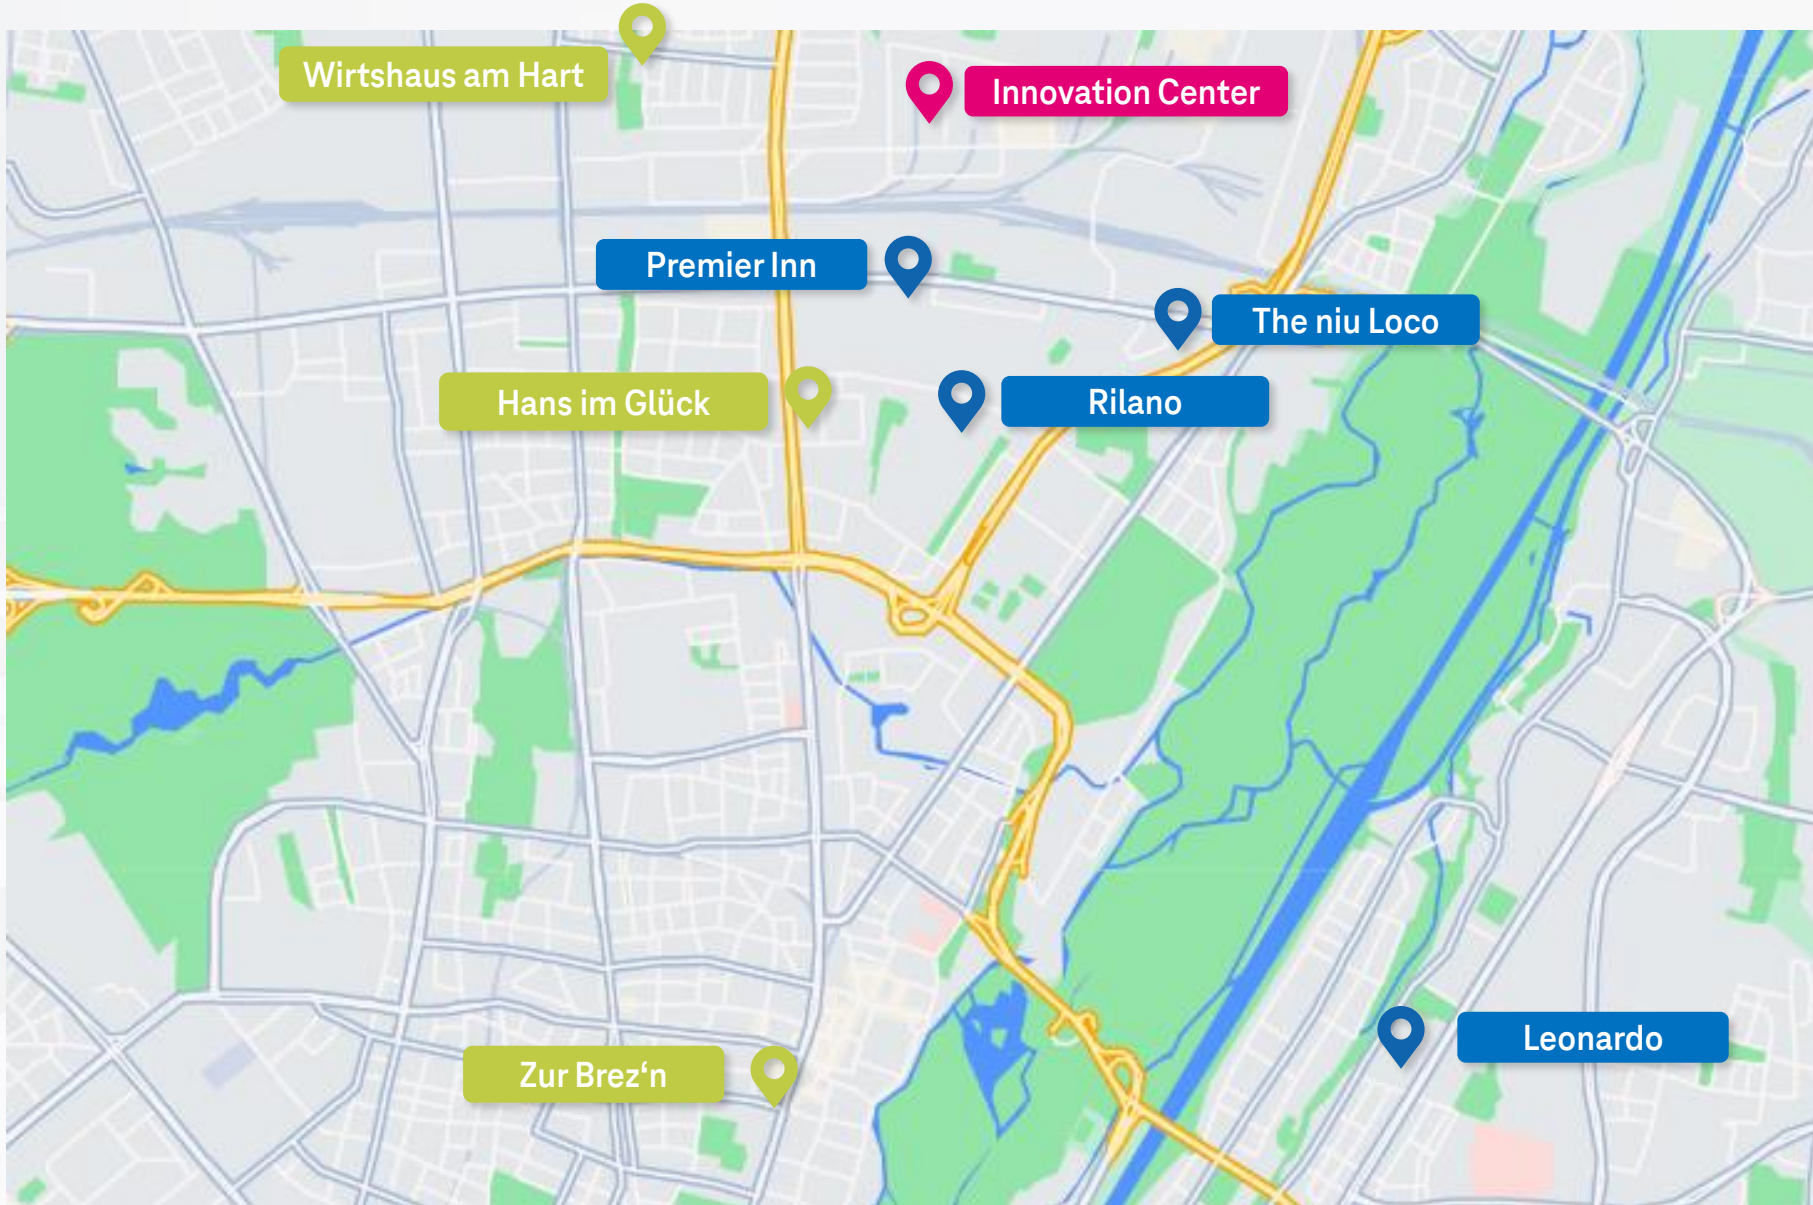 Wirtshaus am Hart
Innovation Center
Premier Inn
The niu Loco
Hans im Glück
Rilano
Leonardo
Zur Brez‘n